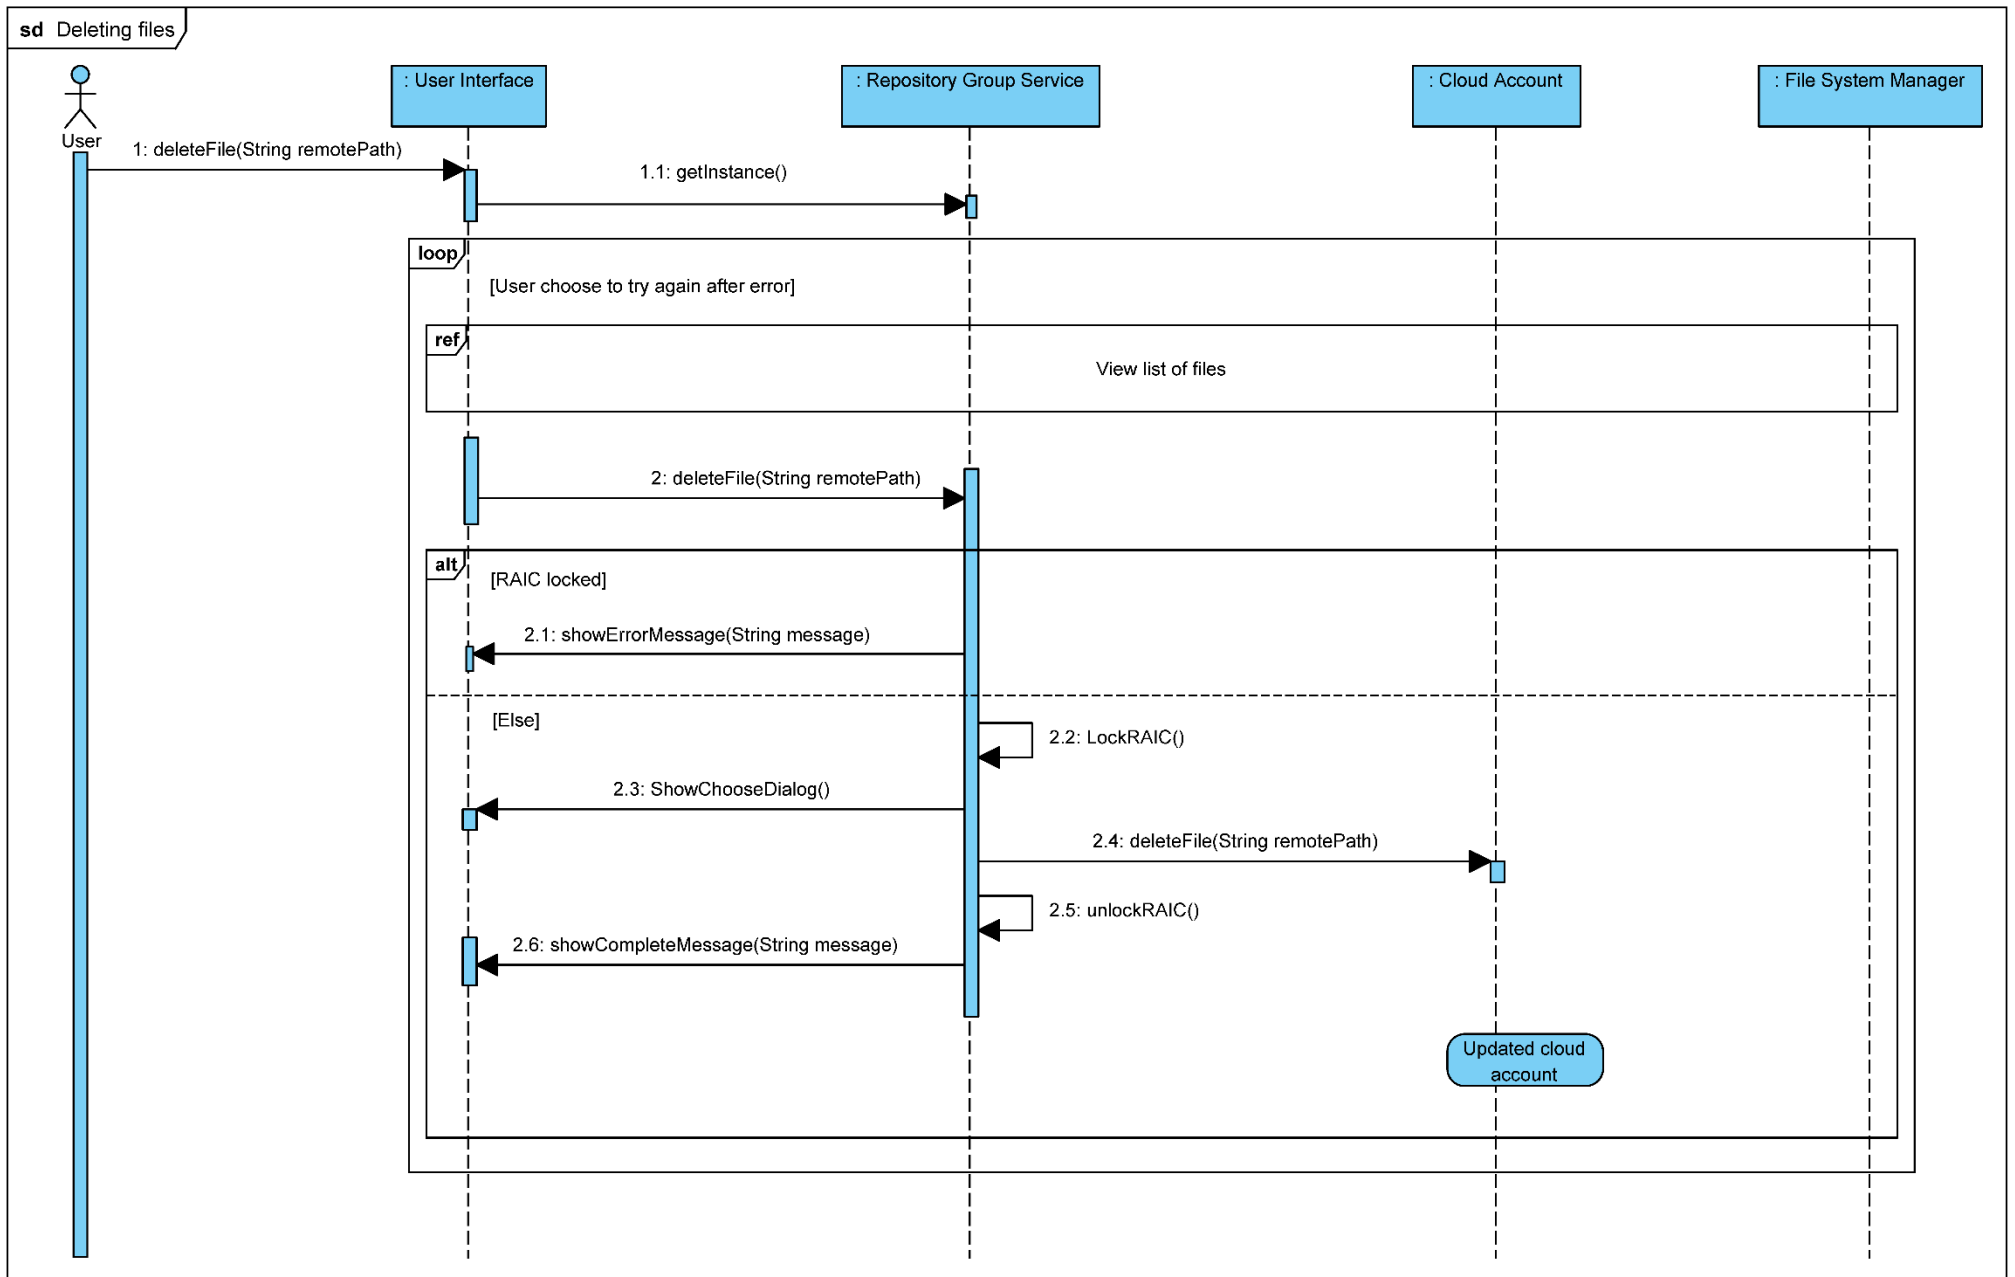 sd Deleting files
: User Interface
: Repository Group Service
: Cloud Account
: File System Manager
User
1: deleteFile(String remotePath)
1.1: getInstance()
loop
[User choose to try again after error]
ref
View list of files
2: deleteFile(String remotePath)
alt
[RAIC locked]
2.1: showErrorMessage(String message)
[Else]
2.2: LockRAIC()
2.3: ShowChooseDialog()
2.4: deleteFile(String remotePath)
2.5: unlockRAIC()
2.6: showCompleteMessage(String message)
Updated cloud
account